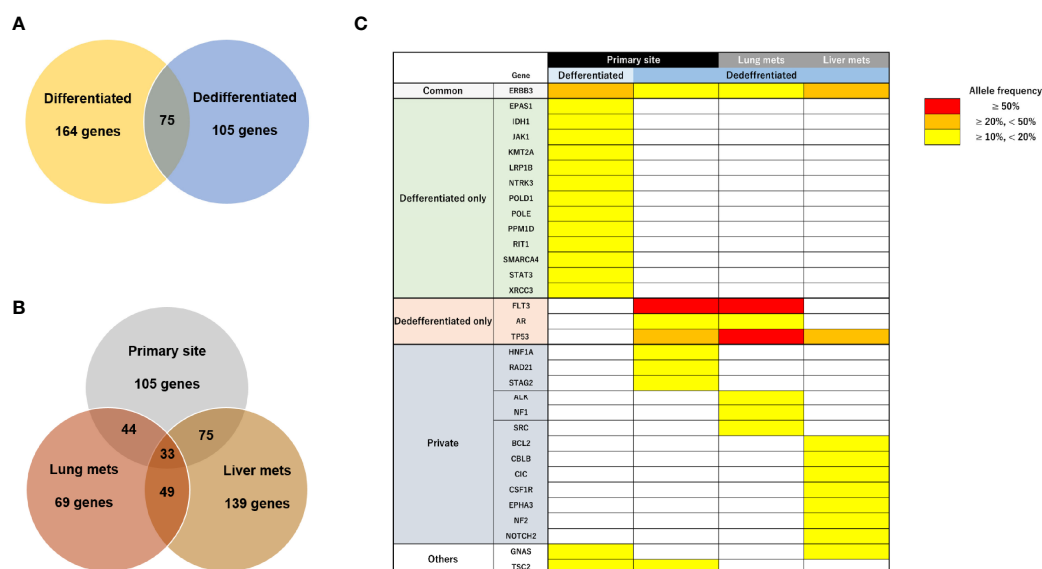 A
Differentiated
164 genes
75
Dedifferentiated
105 genes
B
Primary site
105 genes
44
75
33
Lung mets
69 genes
49
Liver mets
139 genes
C
Primary site Lung mets Liver mets
Gene Defferentiated Dedeffrentiated
Common ERBB3
Defferentiated only
EPAS1
IDH1
JAK1
KMT2A
LRP1B
NTRK3
POLD1
POLE
PPM1D
RIT1
SMARCA4
STAT3
XRCC3
Dedefferentiated only
FLT3
AR
TP53
Private
HNF1A
RAD21
STAG2
ALK
NF1
SRC
BCL2
CBLB
CIC
CSF1R
EPHA3
NF2
NOTCH2
Others
GNAS
TSC2
Allele frequency
≥ 50%
≥ 20%, < 50%
≥ 10%, < 20%